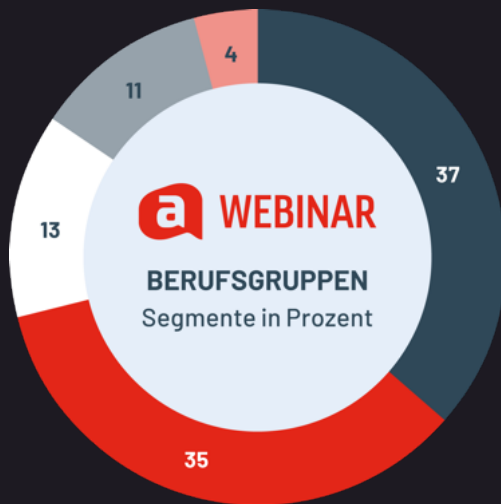 4
11
37
a WEBINAR
BERUFSGRUPPEN
13
Segmente in Prozent
35